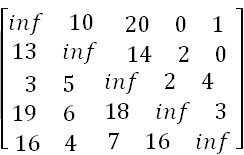 inf 10 20 0 1
13 inf 14 2 0
3 5 inf 2 4
19 6 18 inf 3
16 4 7 16 inf